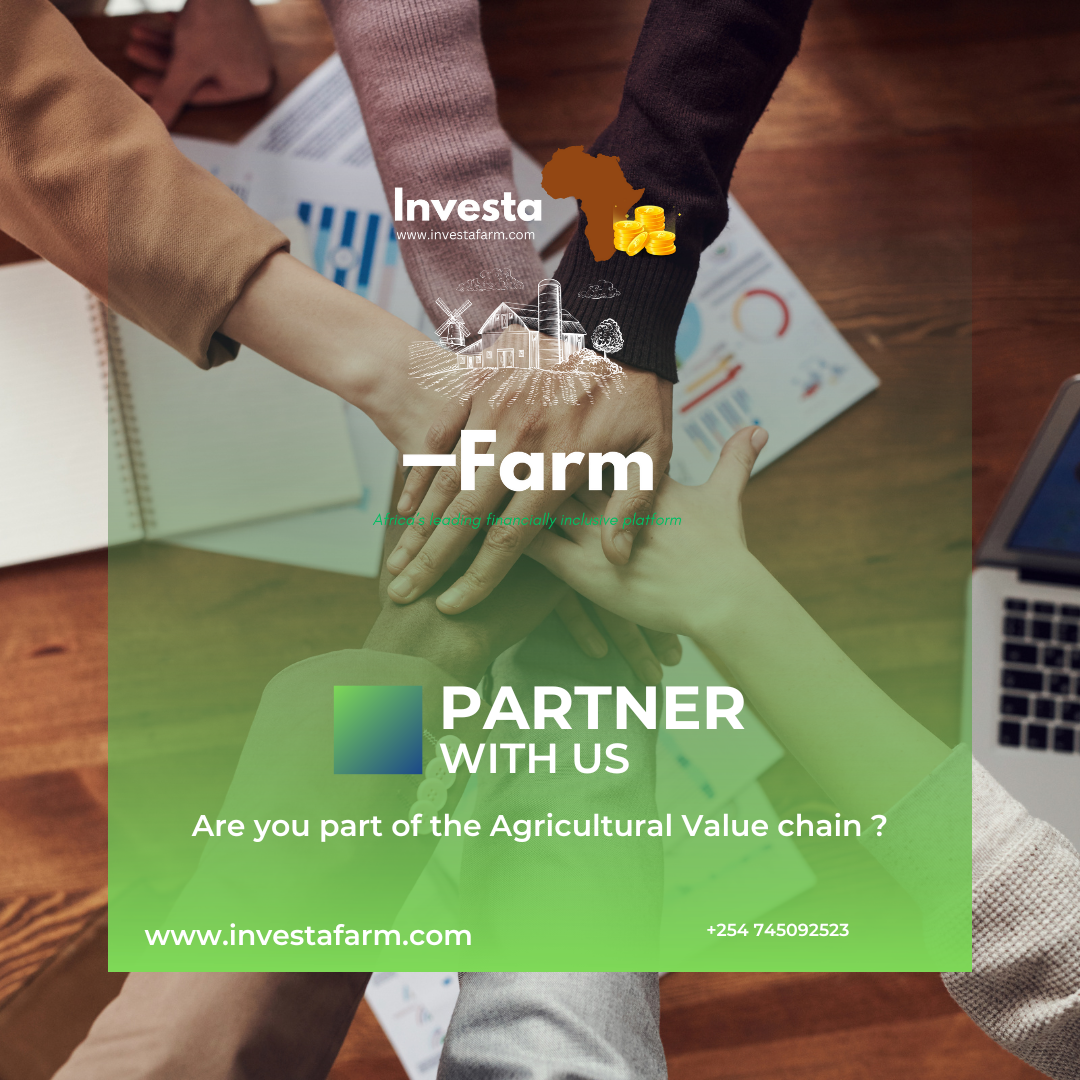 Investa
www.investafarm.com
–Farm
Africa's leading financially inclusive platform
PARTNER
WITH US
Are you part of the Agricultural Value chain ?
www.investafarm.com
+254 745092523